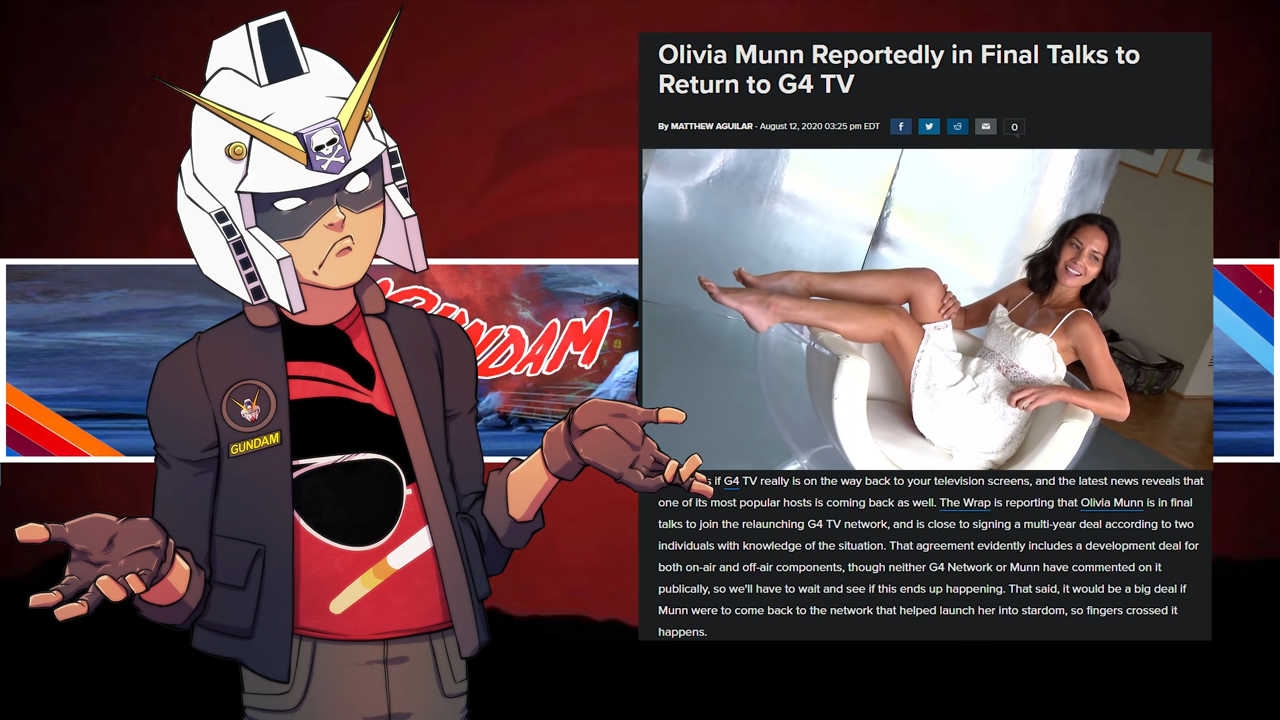 Olivia Munn Reportedly in Final Talks to
Return to G4 TV
By MATTHEW AGUILAR - August 12, 2020 03:25 pm EDT
0
GUNDAM
GUNDAM
if G4 TV really is on the way back to your television screens, and the latest news reveals that
one of its most popular hosts is coming back as well. The Wrap is reporting that Olivia Munn is in final
talks to join the relaunching G4 TV network, and is close to signing a multi-year deal according to two
individuals with knowledge of the situation. That agreement evidently includes a development deal for
both on-air and off-air components, though neither G4 Network or Munn have commented on it
publically, so we'll have to wait and see if this ends up happening. That said, it would be a big deal if
Munn were to come back to the network that helped launch her into stardom, so fingers crossed it
happens.